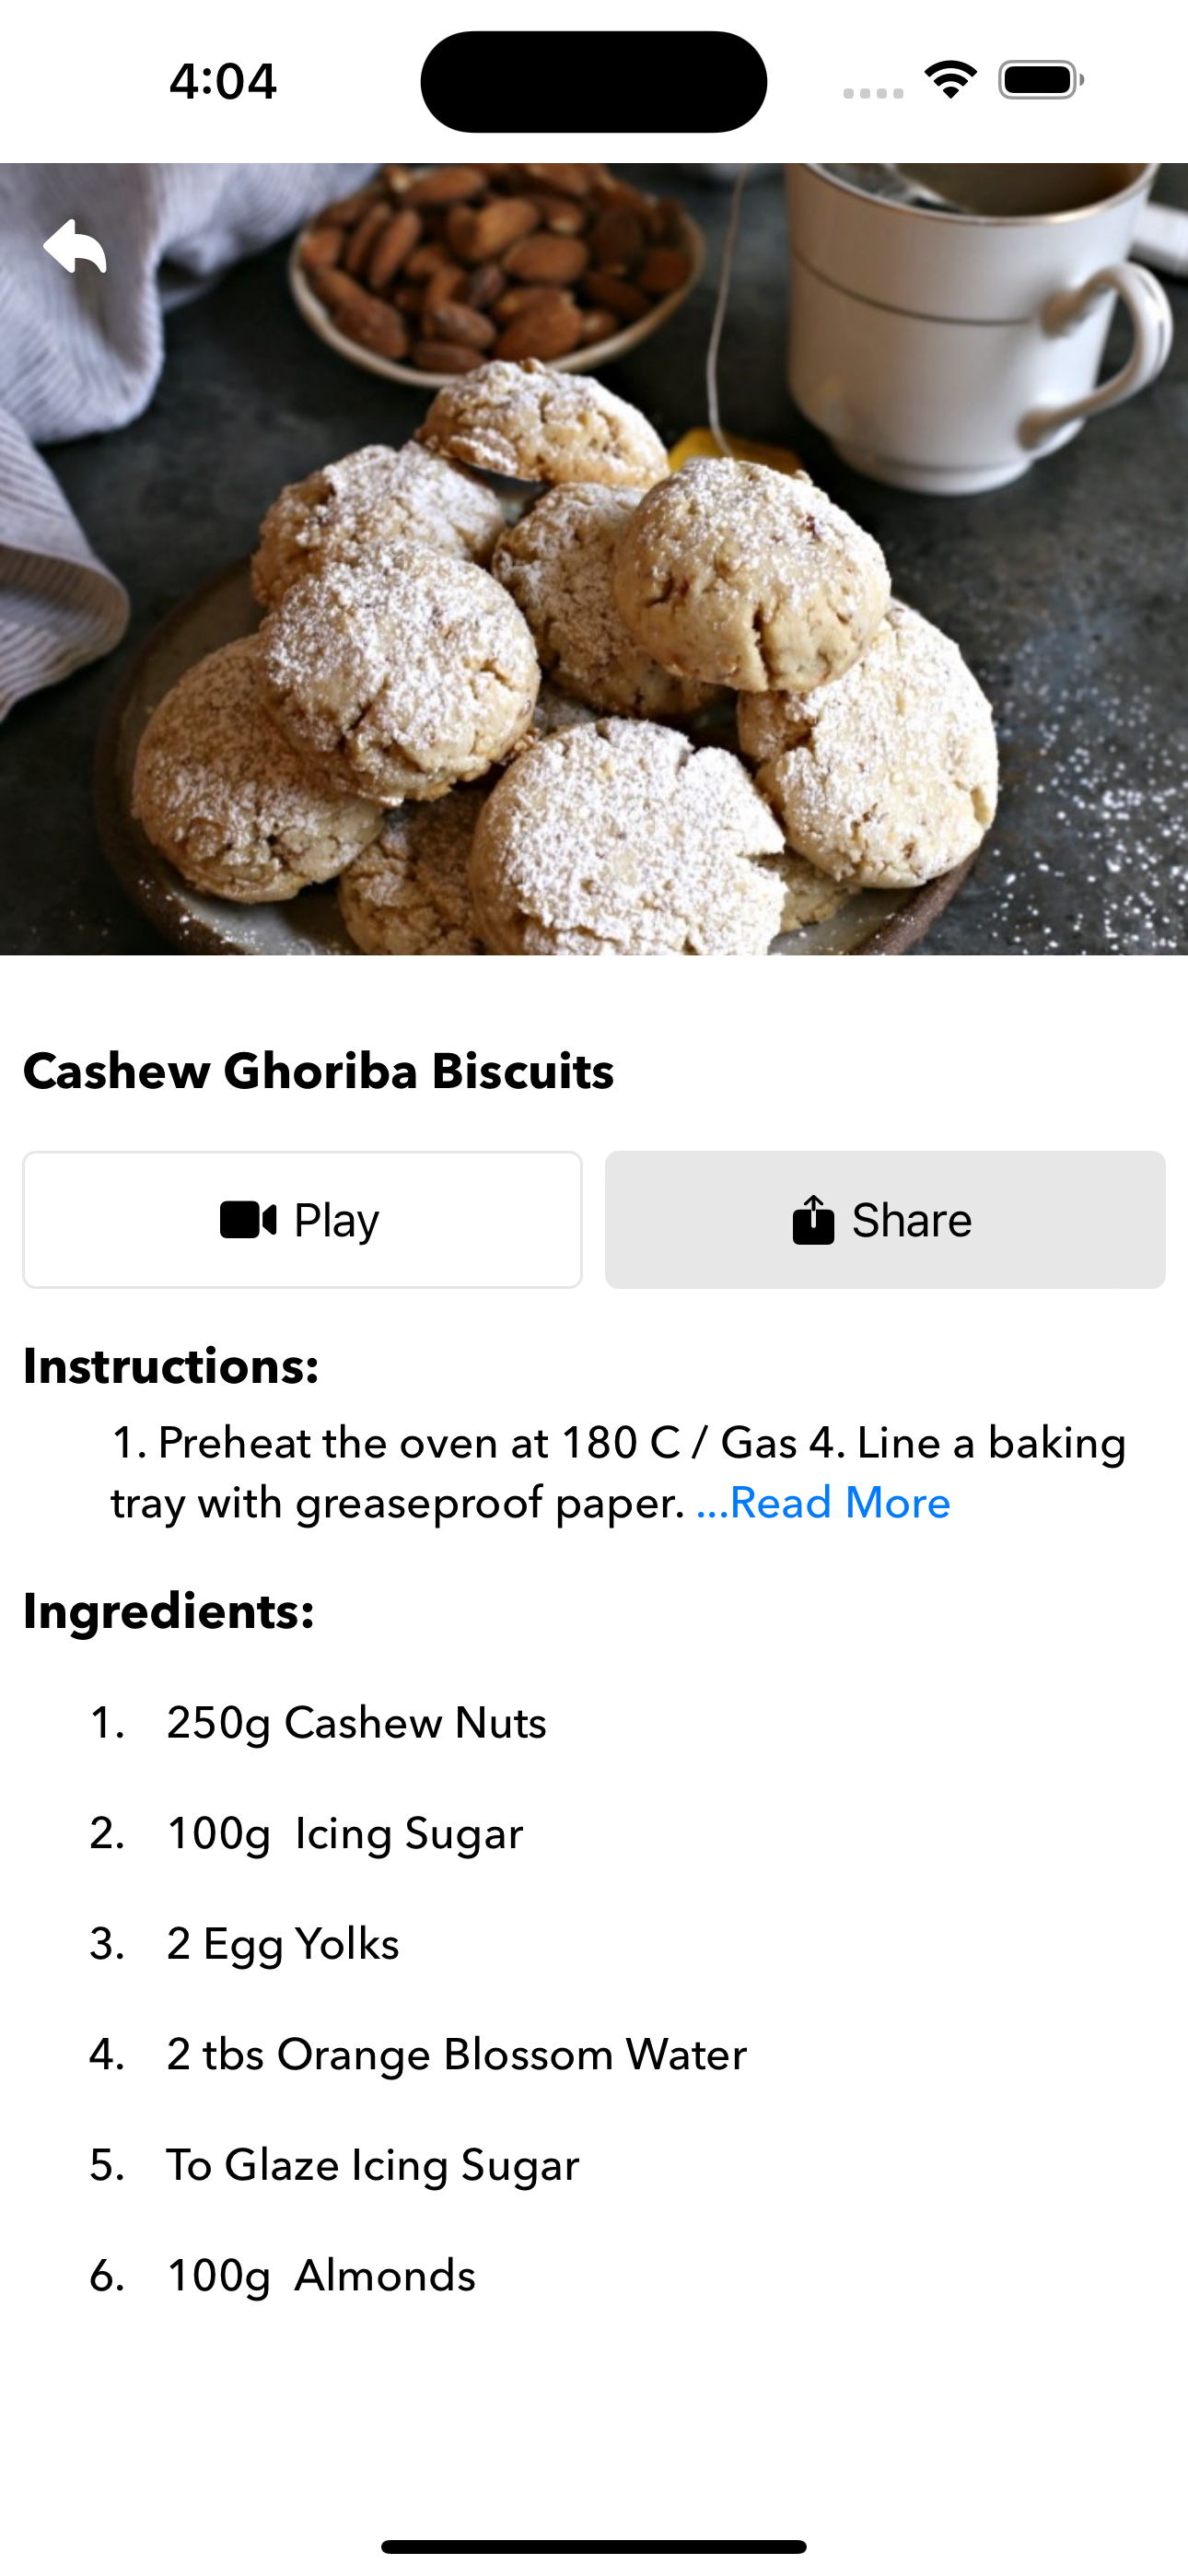 4:04
Cashew Ghoriba Biscuits
Play
Share
Instructions:
1. Preheat the oven at 180 C / Gas 4. Line a baking
tray with greaseproof paper. ...Read More
Ingredients:
1. 250g Cashew Nuts
2. 100g  Icing Sugar
3. 2 Egg Yolks
4. 2 tbs Orange Blossom Water
5. To Glaze Icing Sugar
6. 100g  Almonds